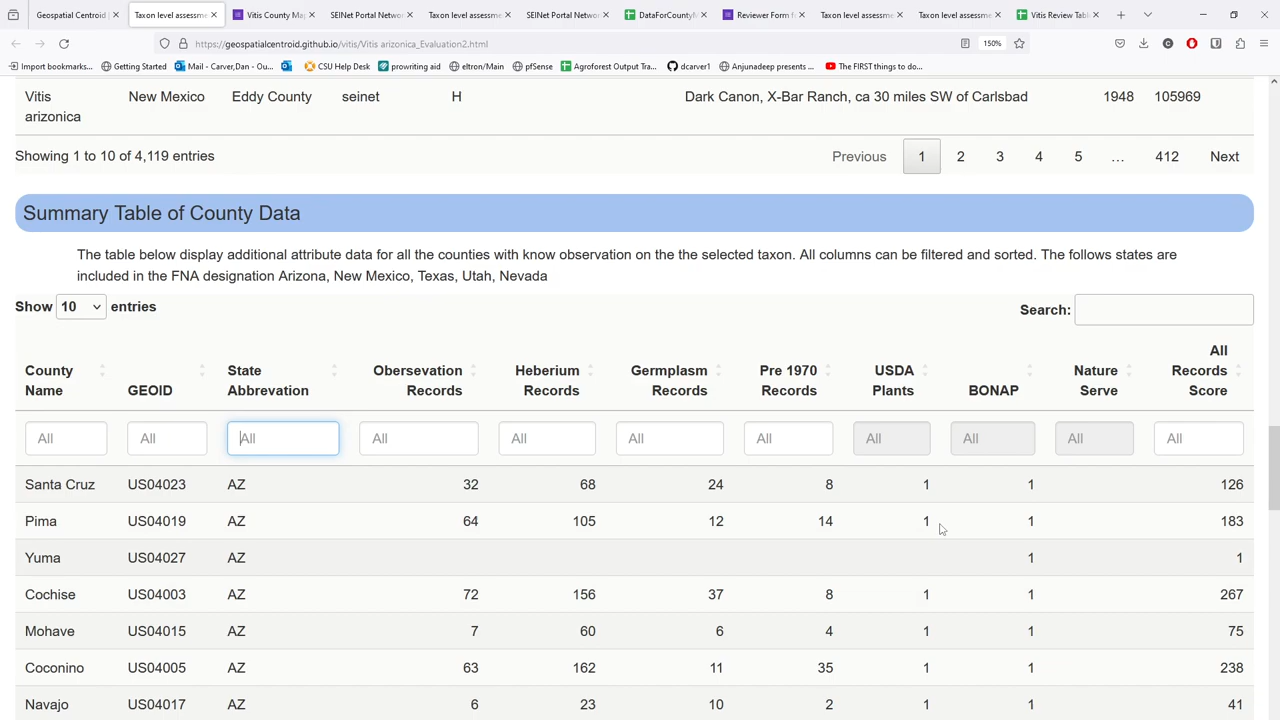 Geospatial Centroid |
Taxon level assessme
Vitis County Ma
SEINet Portal Networ
Taxon level assessme
SEINet Portal Networ
DataForCounty
Reviewer Form f
Taxon level assessme
Taxon level assessme
Vitis Review Tab
https://geospatialcentroid.github.io/vitis/Vitis arizonica_Evaluation2.html
150%
Import bookmarks...
Getting Started
Mail - Carver,Dan - Ou...
CSU Help Desk
prowriting aid
eltron/Main
pfSense
Agroforest Output Tra...
dcarver1
Anjunadeep presents ...
The FIRST things to do...
Vitis arizonica New Mexico Eddy County seinet H Dark Canon, X-Bar Ranch, ca 30 miles SW of Carlsbad 1948 105969
Showing 1 to 10 of 4,119 entries Previous 1 2 3 4 5 … 412 Next
Summary Table of County Data
The table below display additional attribute data for all the counties with know observation on the the selected taxon. All columns can be filtered and sorted. The follows states are
included in the FNA designation Arizona, New Mexico, Texas, Utah, Nevada
Show 10 entries Search:
County Name GEOID State Abbrevation Obersevation Records Heberium Records Germplasm Records Pre 1970 Records USDA Plants BONAP Nature Serve All Records Score
All All All All All All All All All All All
Santa Cruz US04023 AZ 32 68 24 8 1 1 126
Pima US04019 AZ 64 105 12 14 1 1 183
Yuma US04027 AZ 1 1
Cochise US04003 AZ 72 156 37 8 1 1 267
Mohave US04015 AZ 7 60 6 4 1 1 75
Coconino US04005 AZ 63 162 11 35 1 1 238
Navajo US04017 AZ 6 23 10 2 1 1 41